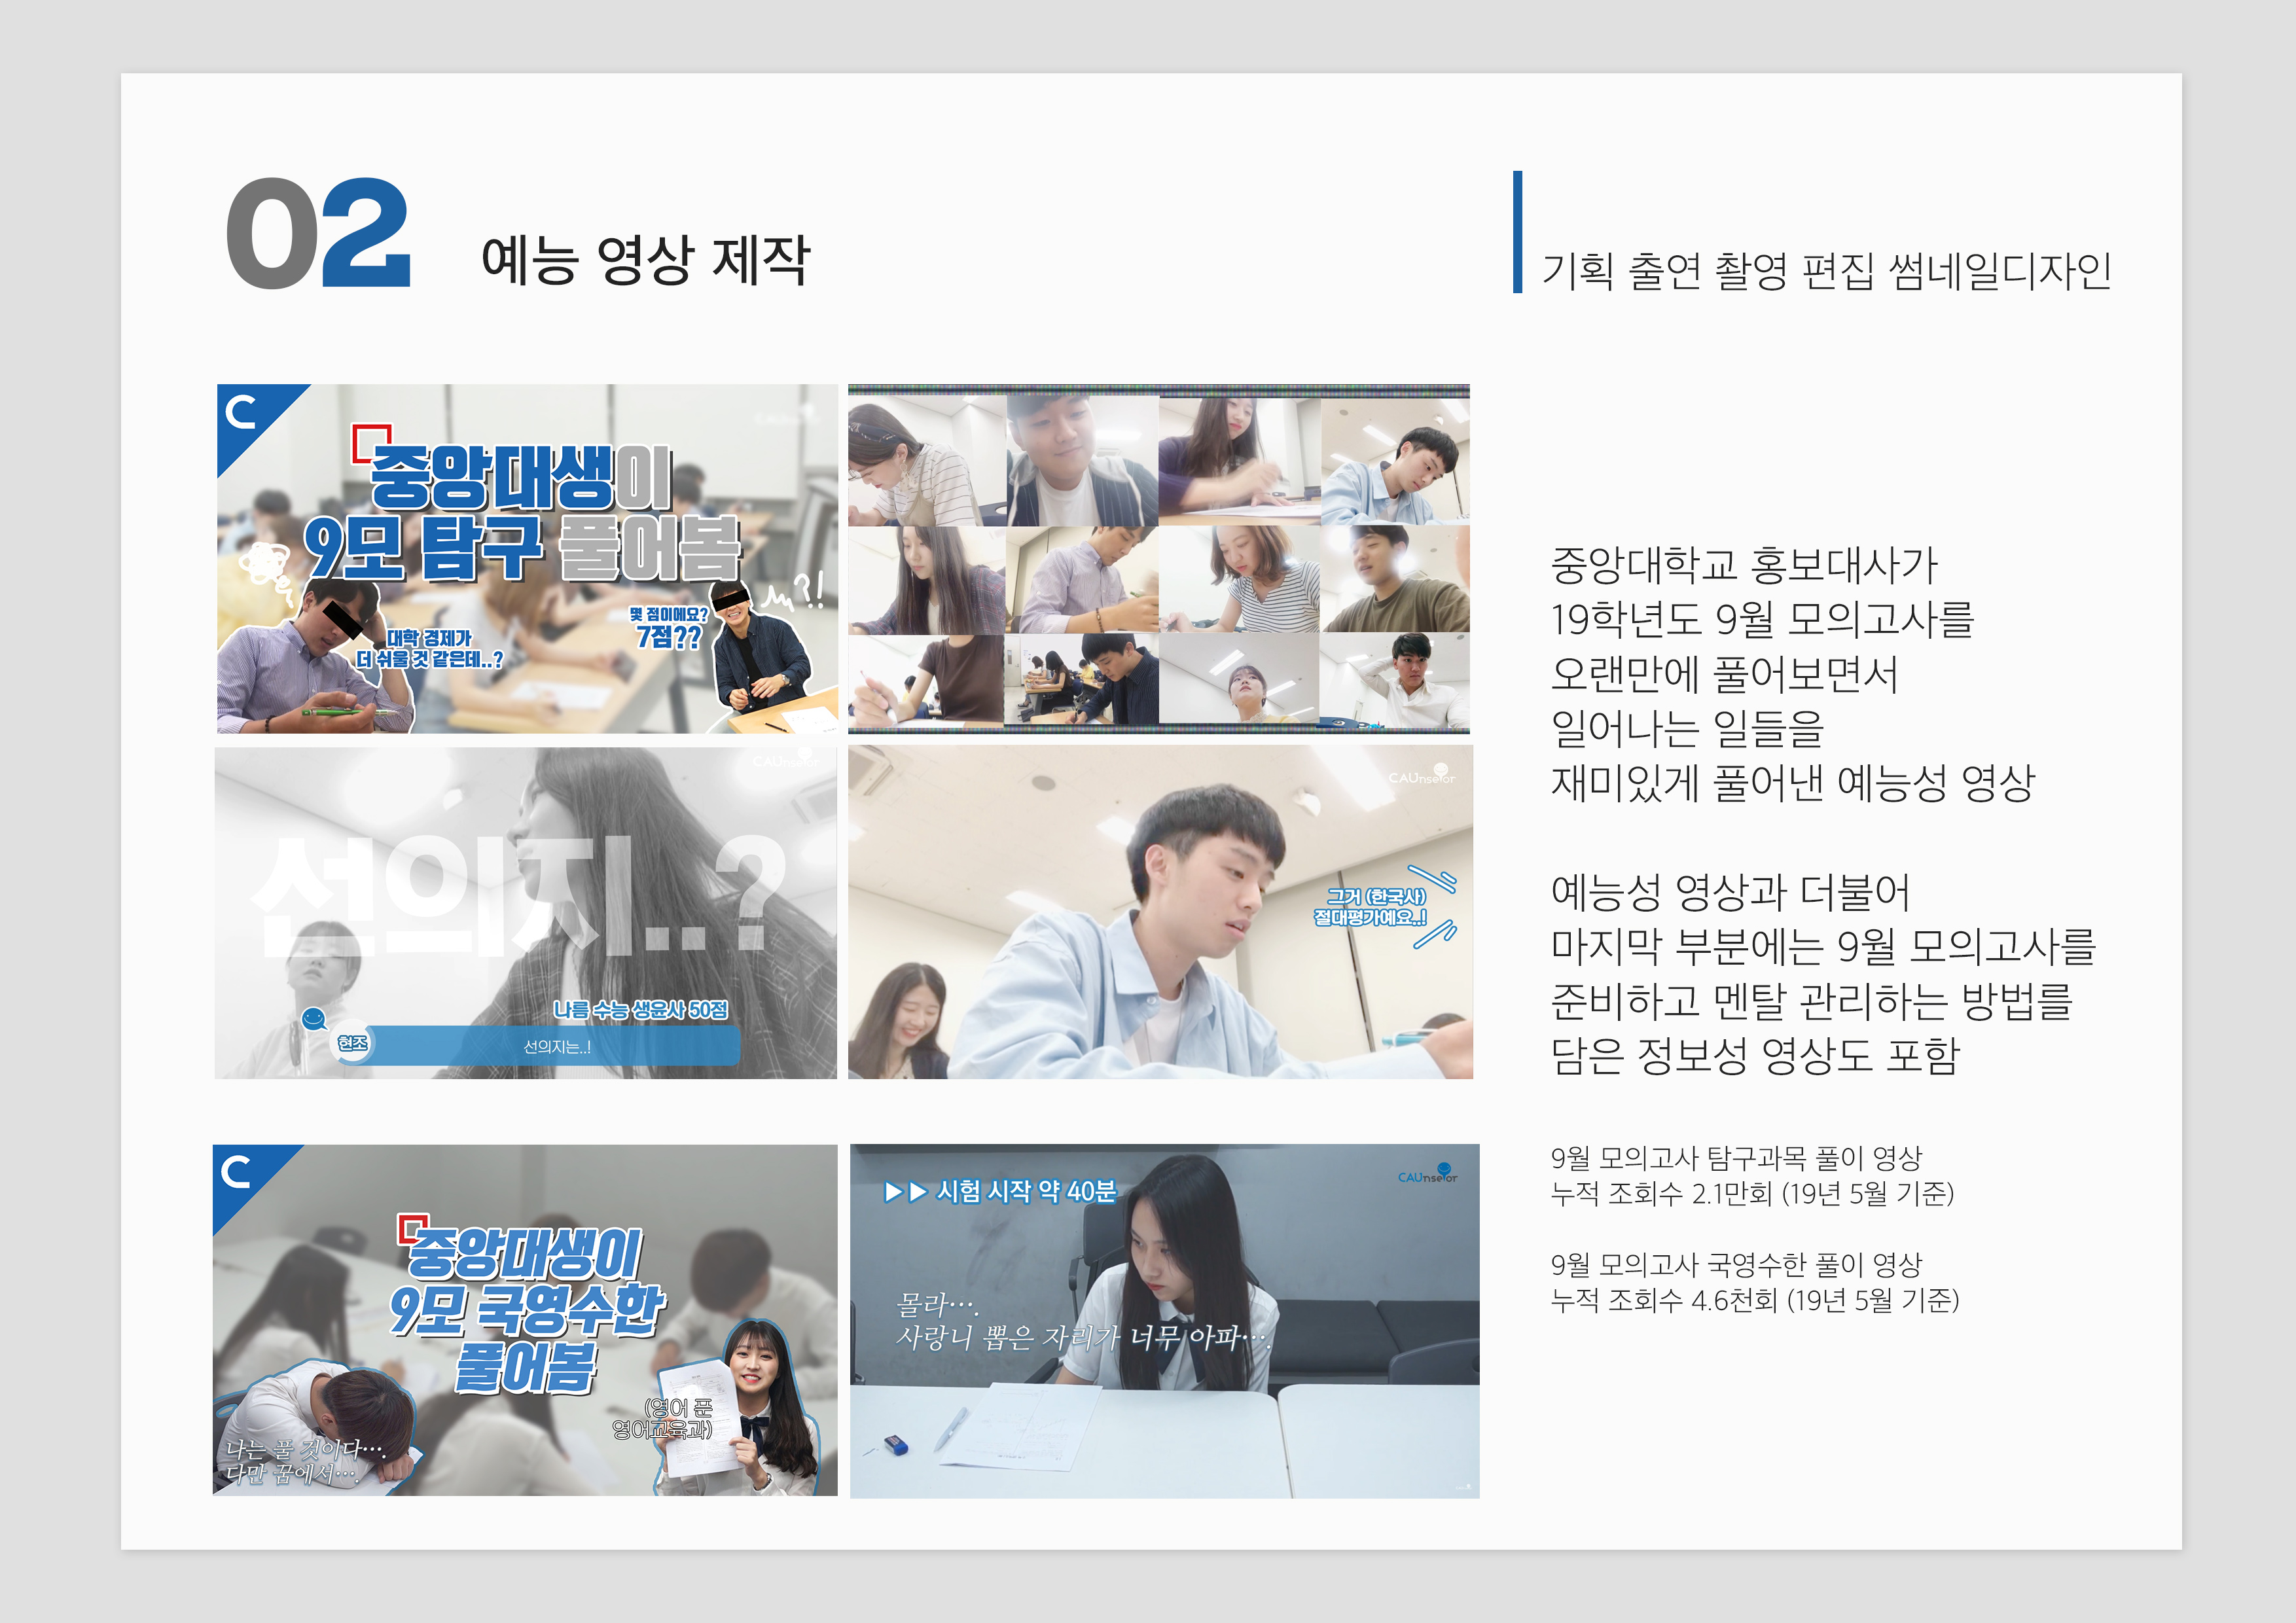 02
예능 영상 제작
기획 출연 촬영 편집 썸네일디자인
C
중앙대생이
9모 탐구 풀어봄
?!
대학 경제가
더 쉬울 것 같은데..?
몇 점이에요?
7점??
CAUnselor
선의지..?
나름 수능 생윤사 50점
현조
선의지는..!
CAUnselor
그거 (한국사)
절대평가예요..!
중앙대학교 홍보대사가
19학년도 9월 모의고사를
오랜만에 풀어보면서
일어나는 일들을
재미있게 풀어낸 예능성 영상
예능성 영상과 더불어
마지막 부분에는 9월 모의고사를
준비하고 멘탈 관리하는 방법를
담은 정보성 영상도 포함
C
중앙대생이
9모 국영수한
풀어봄
(영어 푼
영어교육과)
나는 풀 것이다….
다만 꿈에서….
▶▶ 시험 시작 약 40분
CAUnselor
몰라….
사랑니 뽑은 자리가 너무 아파….
9월 모의고사 탐구과목 풀이 영상
누적 조회수 2.1만회 (19년 5월 기준)
9월 모의고사 국영수한 풀이 영상
누적 조회수 4.6천회 (19년 5월 기준)